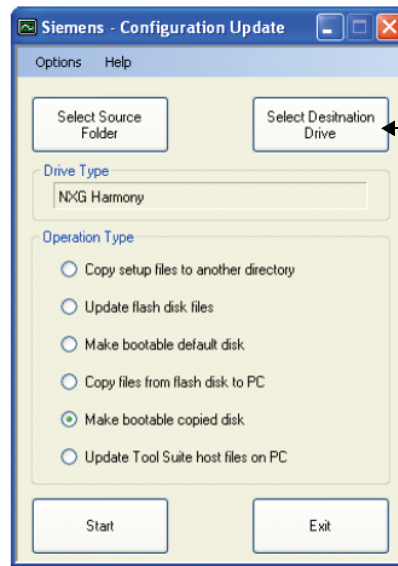 Siemens - Configuration Update
Options Help
Select Source
Folder
Select Desitnation
Drive
Drive Type
NXG Harmony
Operation Type
Copy setup files to another directory
Update flash disk files
Make bootable default disk
Copy files from flash disk to PC
Make bootable copied disk
Update Tool Suite host files on PC
Start
Exit